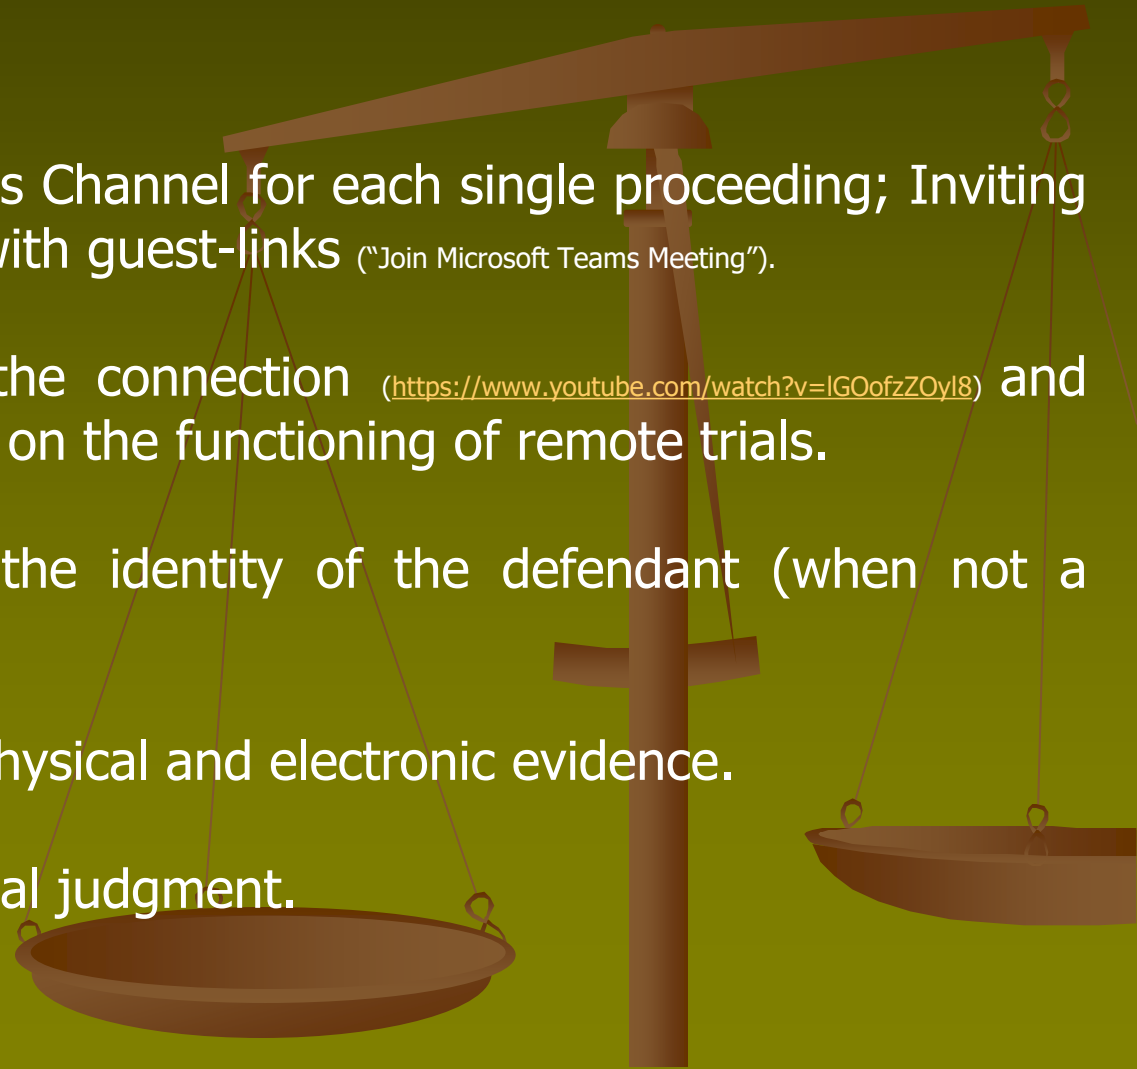 s Channel for each single proceeding; Inviting
with guest-links (“Join Microsoft Teams Meeting”).
the connection (https://www.youtube.com/watch?v=lGOofzZOyl8) and
on the functioning of remote trials.
the identity of the defendant (when not a
hysical and electronic evidence.
al judgment.